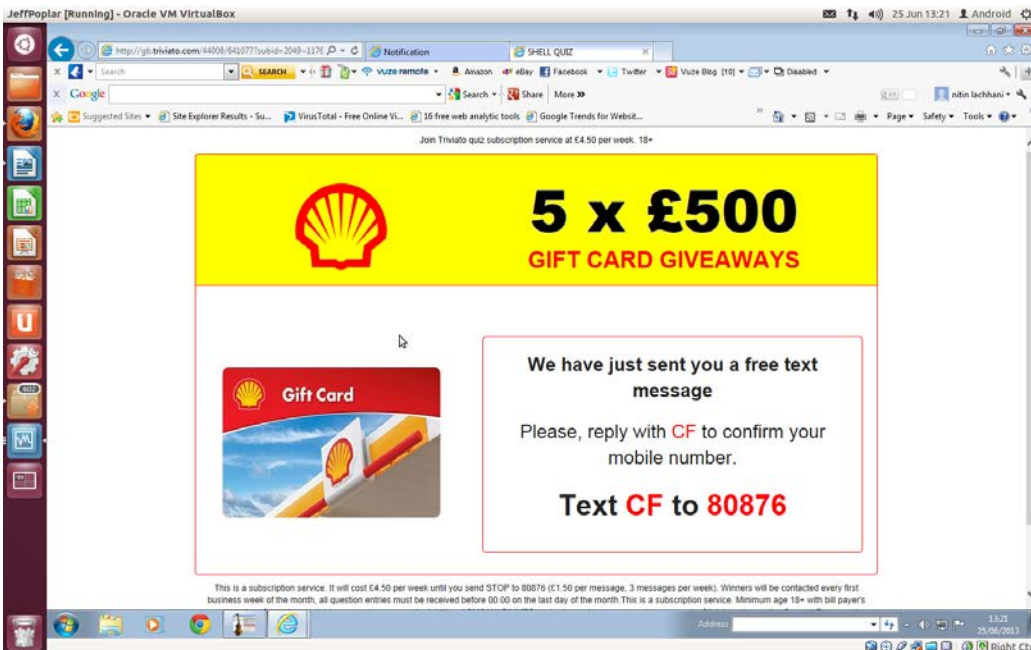 JeffPoplar [Running] - Oracle VM VirtualBox
25 Jun 13:21 Android
http://gb.triviato.com/44008/641077?subid=2049-117
Notification
SHELL QUIZ
Search
SEARCH
vuze remote
Amazon
eBay
Facebook
Twitter
Vuze Blog [10]
Disabled
Google
Search
Share
More »
nitin lachhani
Suggested Sites
Site Explorer Results - Su...
VirusTotal - Free Online Vi...
16 free web analytic tools
Google Trends for Websit...
Page
Safety
Tools
Join Triviato quiz subscription service at £4.50 per week. 18+
5 x £500
GIFT CARD GIVEAWAYS
Gift Card
We have just sent you a free text
message
Please, reply with CF to confirm your
mobile number.
Text CF to 80876
This is a subscription service. It will cost £4.50 per week until you send STOP to 80876 (£1.50 per message, 3 messages per week). Winners will be contacted every first
business week of the month, all question entries must be received before 00:00 on the last day of the month.This is a subscription service. Minimum age 18+ with bill payer's
Address
13:21
25/06/2013
Right Ct